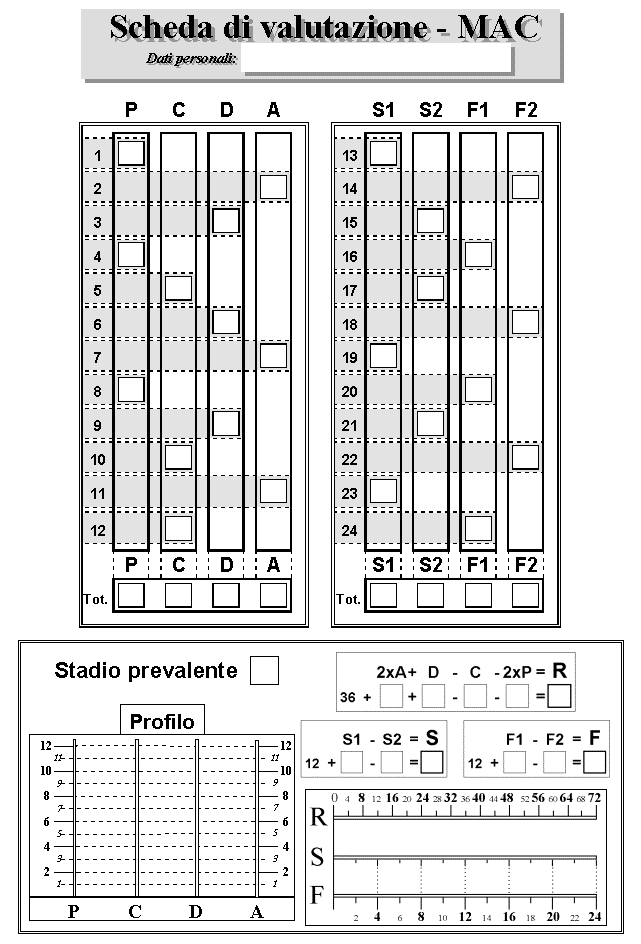 Scheda di valutazione - MAC
Dati personali:
P C D A
1
2
3
4
5
6
7
8
9
10
11
12
P C D A
Tot.
S1 S2 F1 F2
13
14
15
16
17
18
19
20
21
22
23
24
S1 S2 F1 F2
Tot.
Stadio prevalente
2xA+ D - C - 2xP = R
36 + + - - =
Profilo
S1 - S2 = S
12 + - =
F1 - F2 = F
12 + - =
12 12
11 11
10 10
9 9
8 8
7 7
6 6
5 5
4 4
3 3
2 2
1 1
P C D A
0 4 8 12 16 20 24 28 32 36 40 44 48 52 56 60 64 68 72
R
S
F
2 4 6 8 10 12 14 16 18 20 22 24